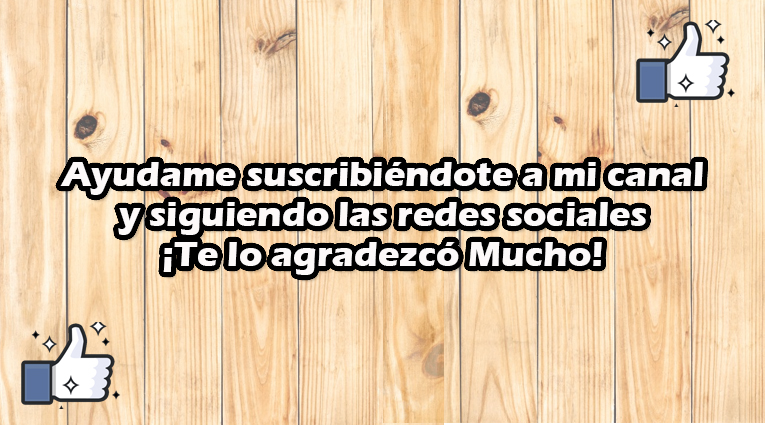 Ayudame suscribiéndote a mi canal
y siguiendo las redes sociales
¡Te lo agradezcó Mucho!